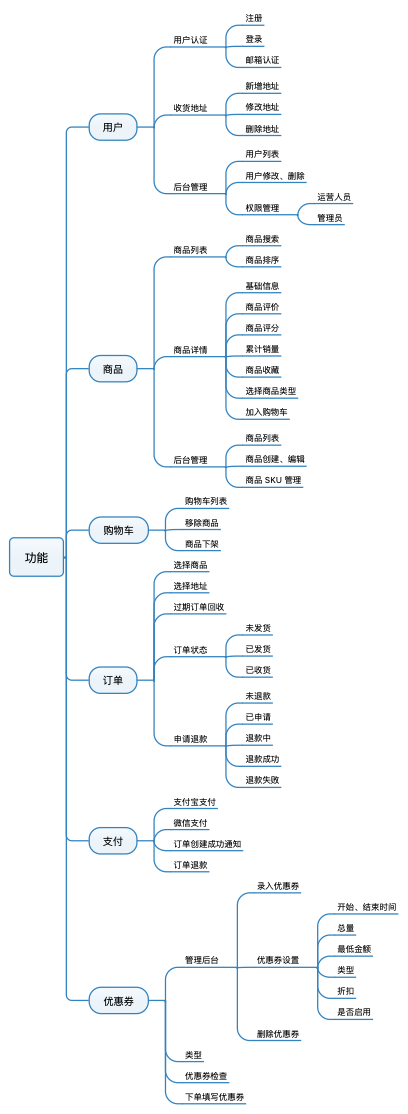 功能
用户
用户认证
注册
登录
邮箱认证
收货地址
新增地址
修改地址
删除地址
后台管理
用户列表
用户修改、删除
权限管理
运营人员
管理员
商品
商品列表
商品搜索
商品排序
商品详情
基础信息
商品评价
商品评分
累计销量
商品收藏
选择商品类型
加入购物车
后台管理
商品列表
商品创建、编辑
商品 SKU 管理
购物车
购物车列表
移除商品
商品下架
订单
选择商品
选择地址
过期订单回收
订单状态
未发货
已发货
已收货
申请退款
未退款
已申请
退款中
退款成功
退款失败
支付
支付宝支付
微信支付
订单创建成功通知
订单退款
优惠券
管理后台
录入优惠券
优惠券设置
开始、结束时间
总量
最低金额
类型
折扣
是否启用
删除优惠券
类型
优惠券检查
下单填写优惠券